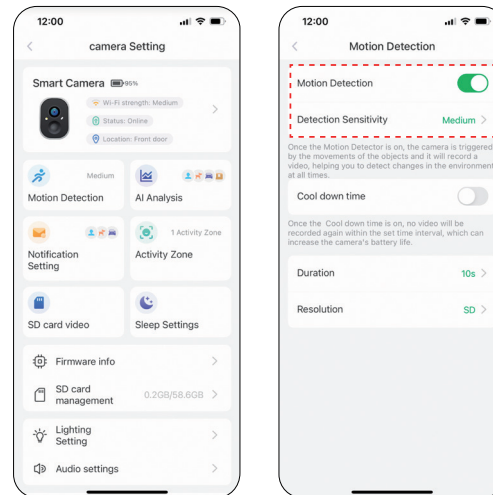 12:00
camera Setting
Smart Camera 95%
Wi-Fi strength: Medium
Status: Online
Location: Front door
Medium
Motion Detection
AI Analysis
Notification
Setting
1 Activity Zone
Activity Zone
SD card video
Sleep Settings
Firmware info
SD card
management
0.2GB/58.6GB
Lighting
Setting
Audio settings
12:00
Motion Detection
Motion Detection
Detection Sensitivity
Medium
Once the Motion Detector is on, the camera is triggered
by the movements of the objects and it will record a
video, helping you to detect changes in the environment
at all times.
Cool down time
Once the Cool down time is on, no video will be
recorded again within the set time interval, which can
increase the camera's battery life.
Duration
10s
Resolution
SD